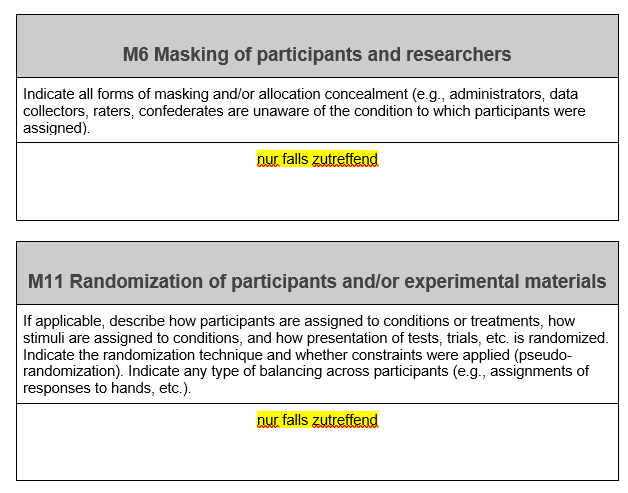 M6 Masking of participants and researchers
Indicate all forms of masking and/or allocation concealment (e.g., administrators, data
collectors, raters, confederates are unaware of the condition to which participants were
assigned).
nur falls zutreffend
M11 Randomization of participants and/or experimental materials
If applicable, describe how participants are assigned to conditions or treatments, how
stimuli are assigned to conditions, and how presentation of tests, trials, etc. is randomized.
Indicate the randomization technique and whether constraints were applied (pseudo-
randomization). Indicate any type of balancing across participants (e.g., assignments of
responses to hands, etc.).
nur falls zutreffend